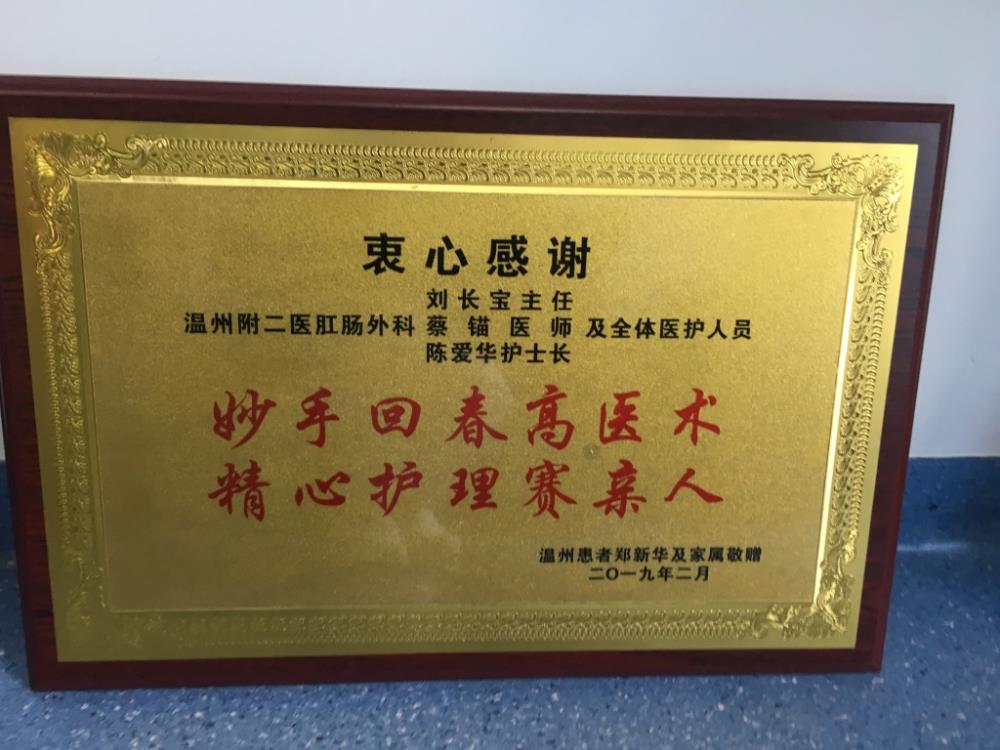 衷心感谢
刘长宝主任
温州附二医肛肠外科 蔡锚医师 及全体医护人员
陈爱华护士长
妙手回春高医术
精心护理赛亲人
温州患者郑新华及家属敬赠
二〇一九年二月